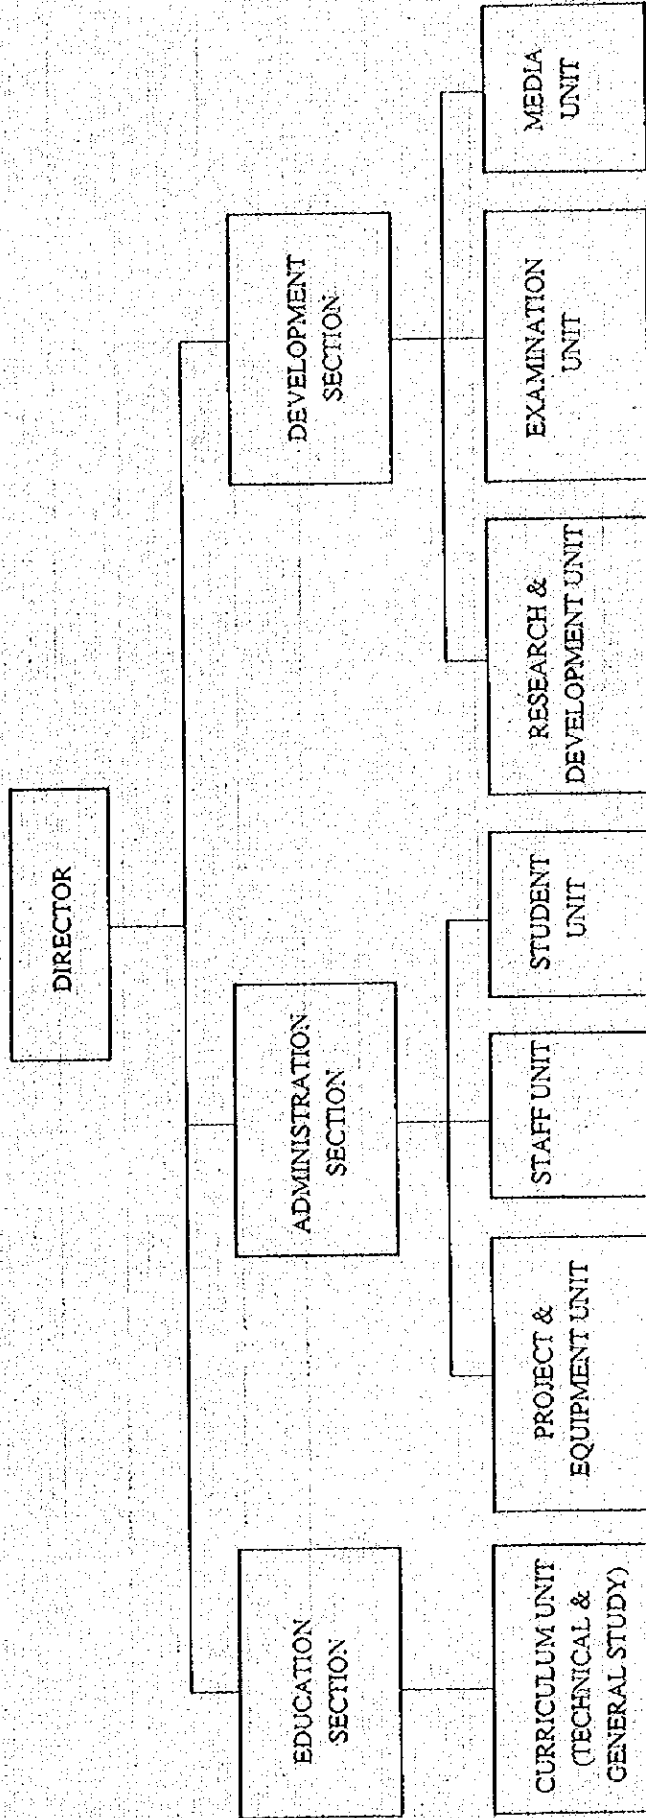 DIRECTOR
EDUCATION
SECTION
ADMINISTRATION
SECTION
DEVELOPMENT
SECTION
CURRICULUM UNIT
(TECHNICAL &
GENERAL STUDY)
PROJECT &
EQUIPMENT UNIT
STAFF UNIT
STUDENT
UNIT
RESEARCH &
DEVELOPMENT UNIT
EXAMINATION
UNIT
MEDIA
UNIT